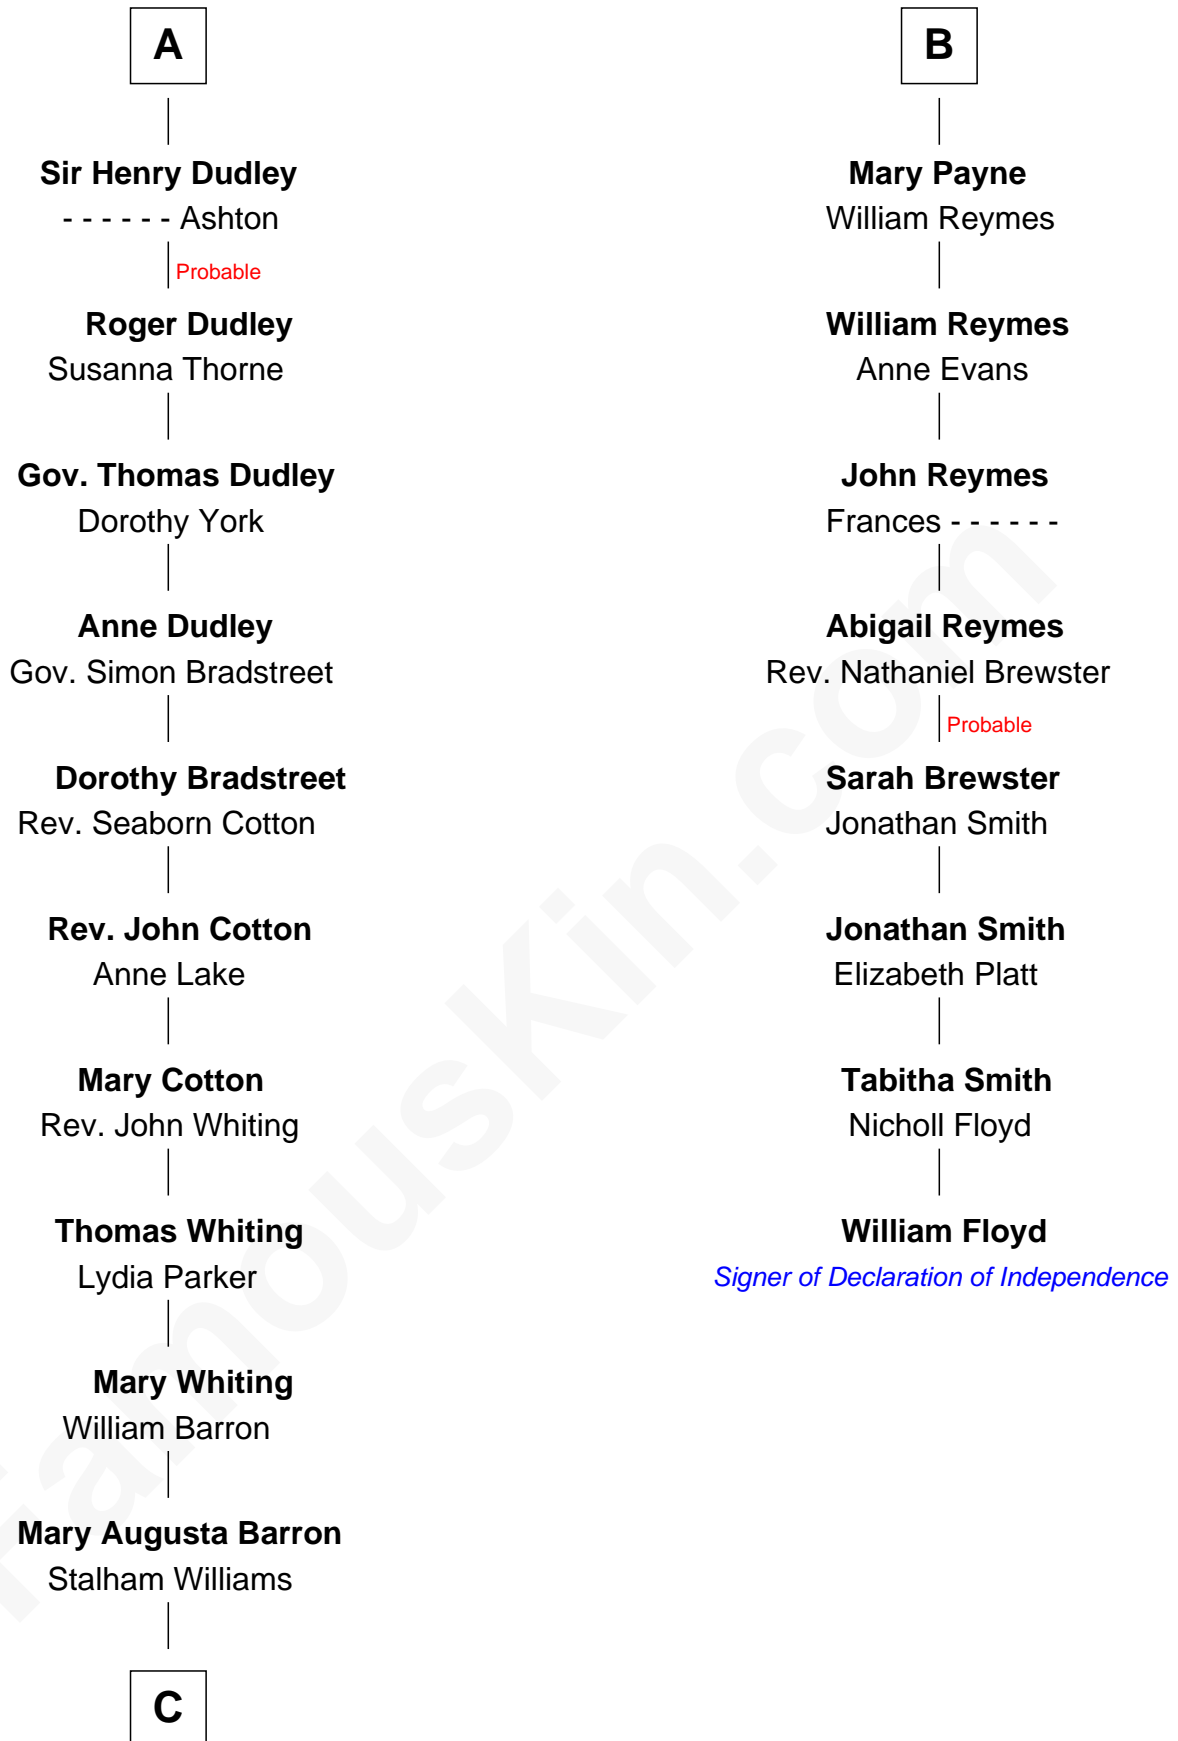 A
Sir Henry Dudley
- - - - - - Ashton
Probable
Roger Dudley
Susanna Thorne
Gov. Thomas Dudley
Dorothy York
Anne Dudley
Gov. Simon Bradstreet
Dorothy Bradstreet
Rev. Seaborn Cotton
Rev. John Cotton
Anne Lake
Mary Cotton
Rev. John Whiting
Thomas Whiting
Lydia Parker
Mary Whiting
William Barron
Mary Augusta Barron
Stalham Williams
C
B
Mary Payne
William Reymes
William Reymes
Anne Evans
John Reymes
Frances - - - - - -
Abigail Reymes
Rev. Nathaniel Brewster
Probable
Sarah Brewster
Jonathan Smith
Jonathan Smith
Elizabeth Platt
Tabitha Smith
Nicholl Floyd
William Floyd
Signer of Declaration of Independence
FamousKin.com